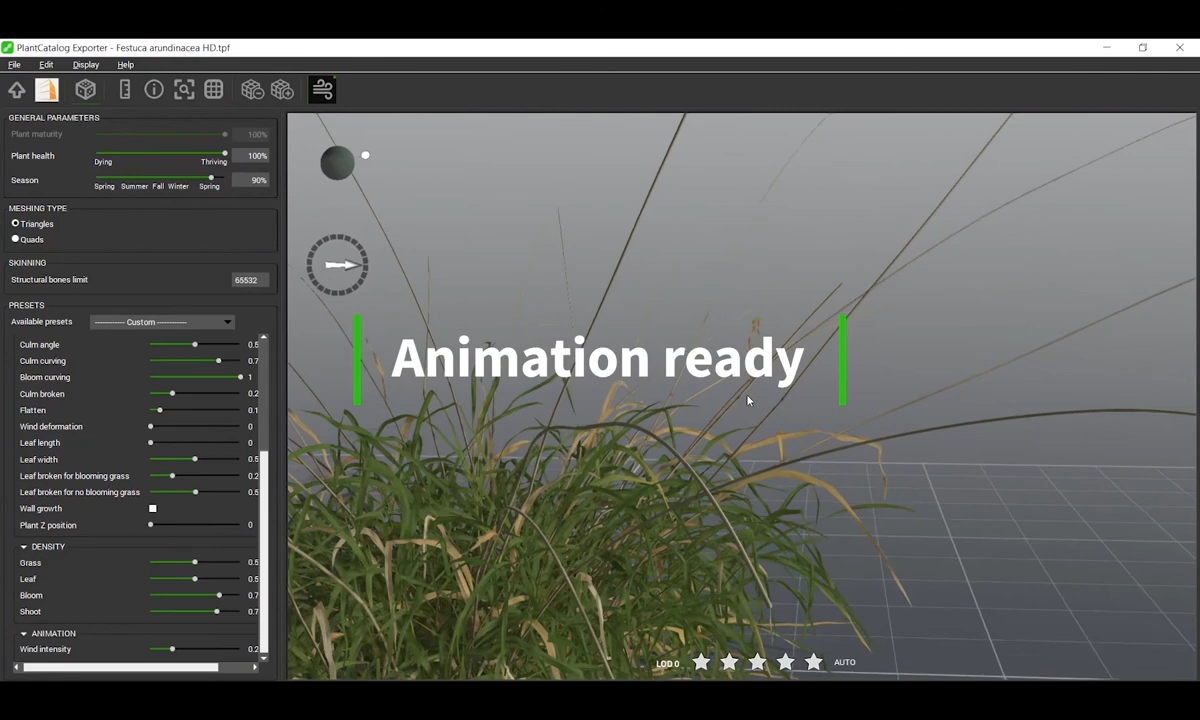 PlantCatalog Exporter - Festuca arundinacea HD.tpf
File Edit Display Help
GENERAL PARAMETERS
Plant maturity 100%
Plant health 100%
Dying Thriving
Season 90%
Spring Summer Fall Winter Spring
MESHING TYPE
Triangles
Quads
SKINNING
Structural bones limit 65532
PRESETS
Available presets ---------- Custom ----------
Culm angle 0.5
Culm curving 0.7
Bloom curving 1
Culm broken 0.2
Flatten 0.1
Wind deformation 0
Leaf length 0
Leaf width 0.5
Leaf broken for blooming grass 0.2
Leaf broken for no blooming grass 0.5
Wall growth
Plant Z position 0
DENSITY
Grass 0.5
Leaf 0.5
Bloom 0.7
Shoot 0.7
ANIMATION
Wind intensity 0.2
Animation ready
LOD 0 AUTO